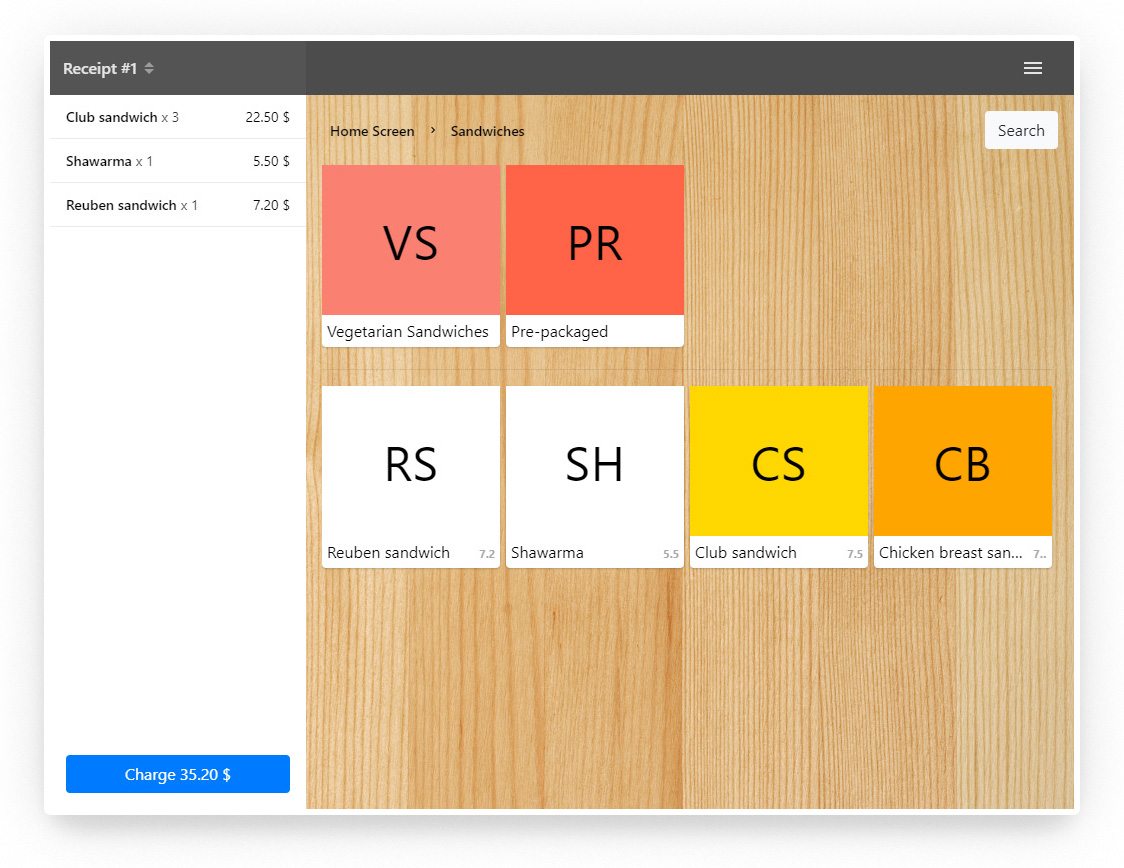 Receipt #1
Club sandwich x 3 22.50 $
Shawarma x 1 5.50 $
Reuben sandwich x 1 7.20 $
Charge 35.20 $
Home Screen › Sandwiches
Search
VS
Vegetarian Sandwiches
PR
Pre-packaged
RS
Reuben sandwich 7.2
SH
Shawarma 5.5
CS
Club sandwich 7.5
CB
Chicken breast san... 7..